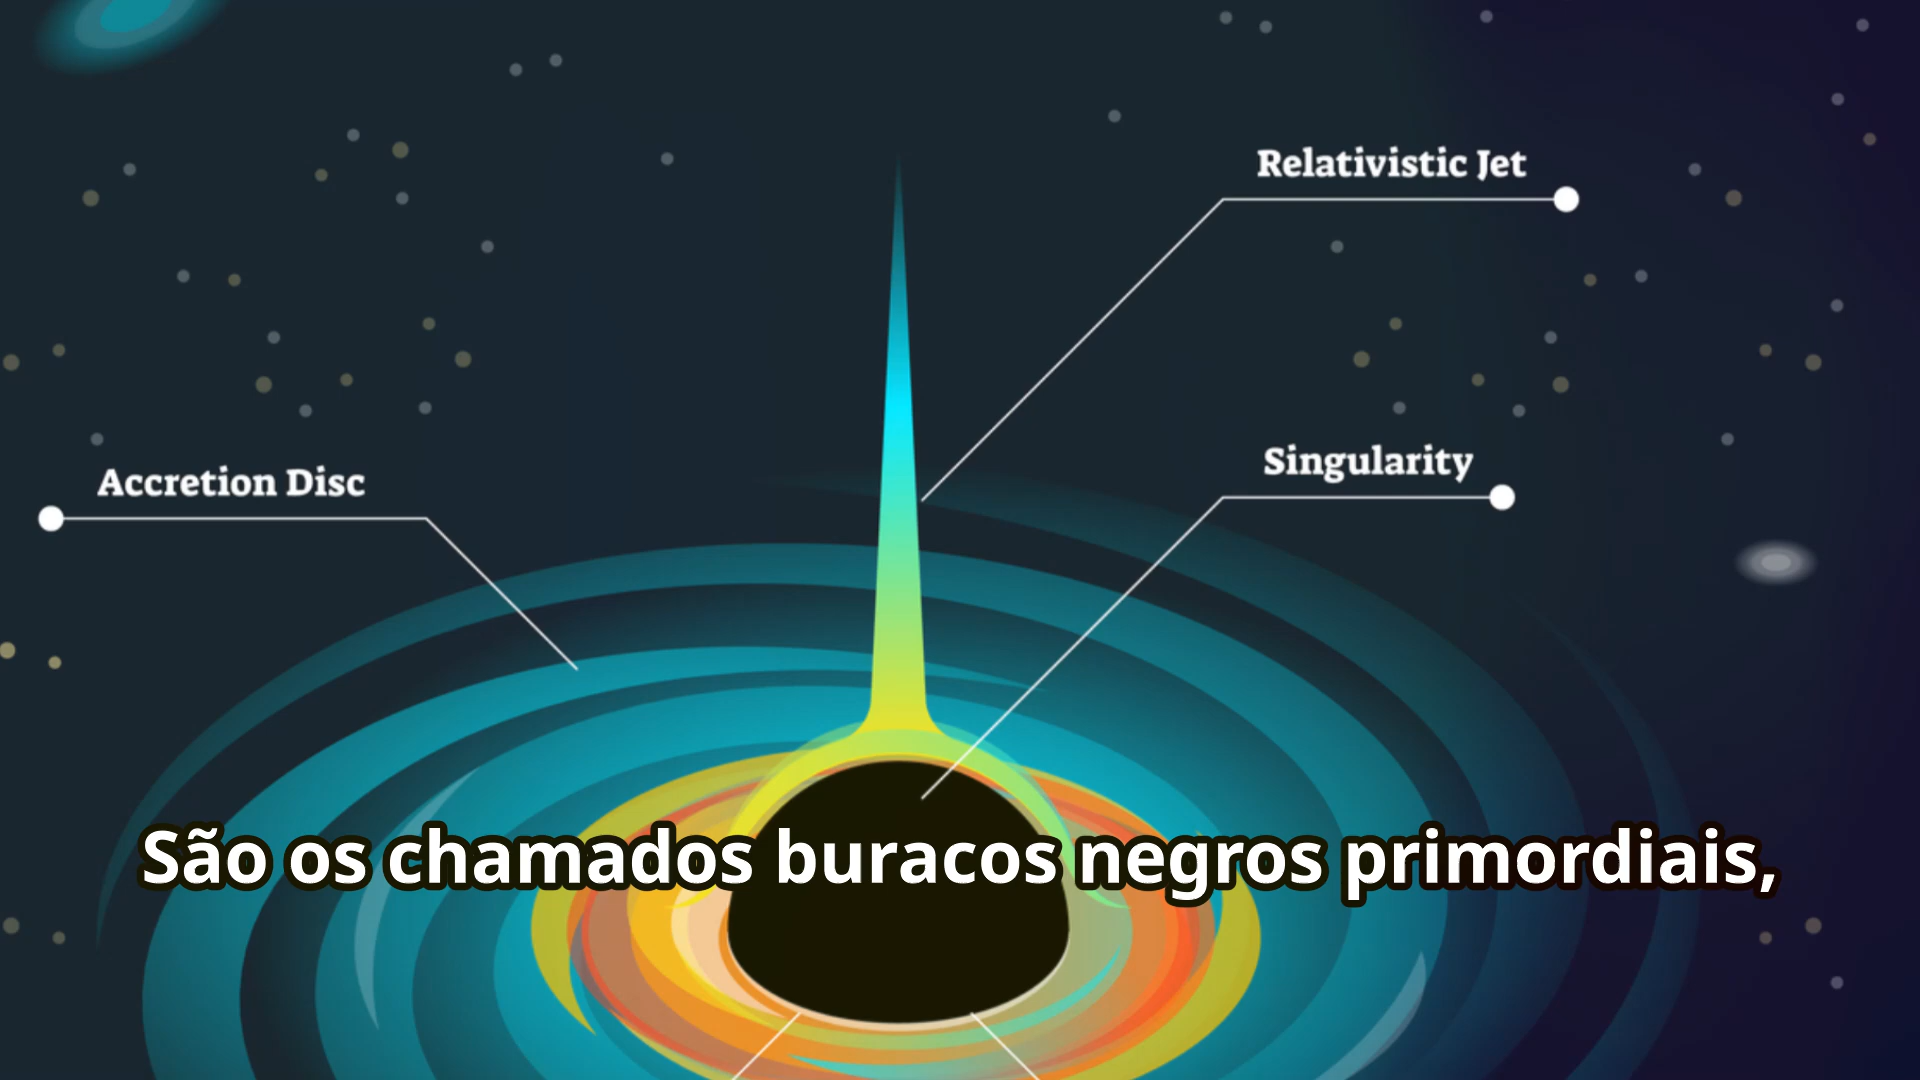 Relativistic Jet
Singularity
Accretion Disc
São os chamados buracos negros primordiais,